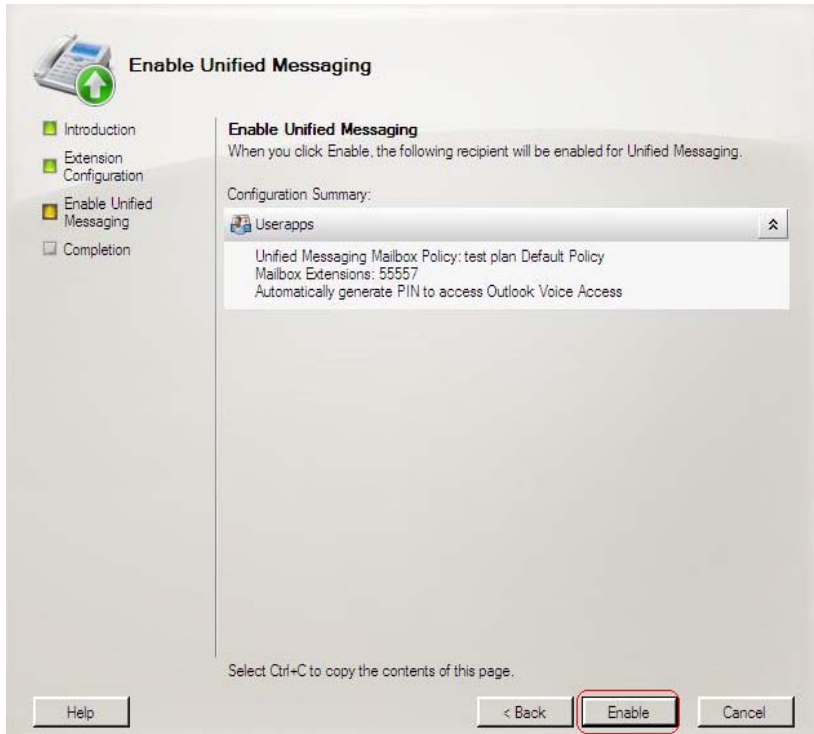 Enable Unified Messaging
Introduction
Extension
Configuration
Enable Unified
Messaging
Completion
Enable Unified Messaging
When you click Enable, the following recipient will be enabled for Unified Messaging.
Configuration Summary:
Userapps
Unified Messaging Mailbox Policy: test plan Default Policy
Mailbox Extensions: 55557
Automatically generate PIN to access Outlook Voice Access
Select Ctrl+C to copy the contents of this page.
Help
< Back
Enable
Cancel